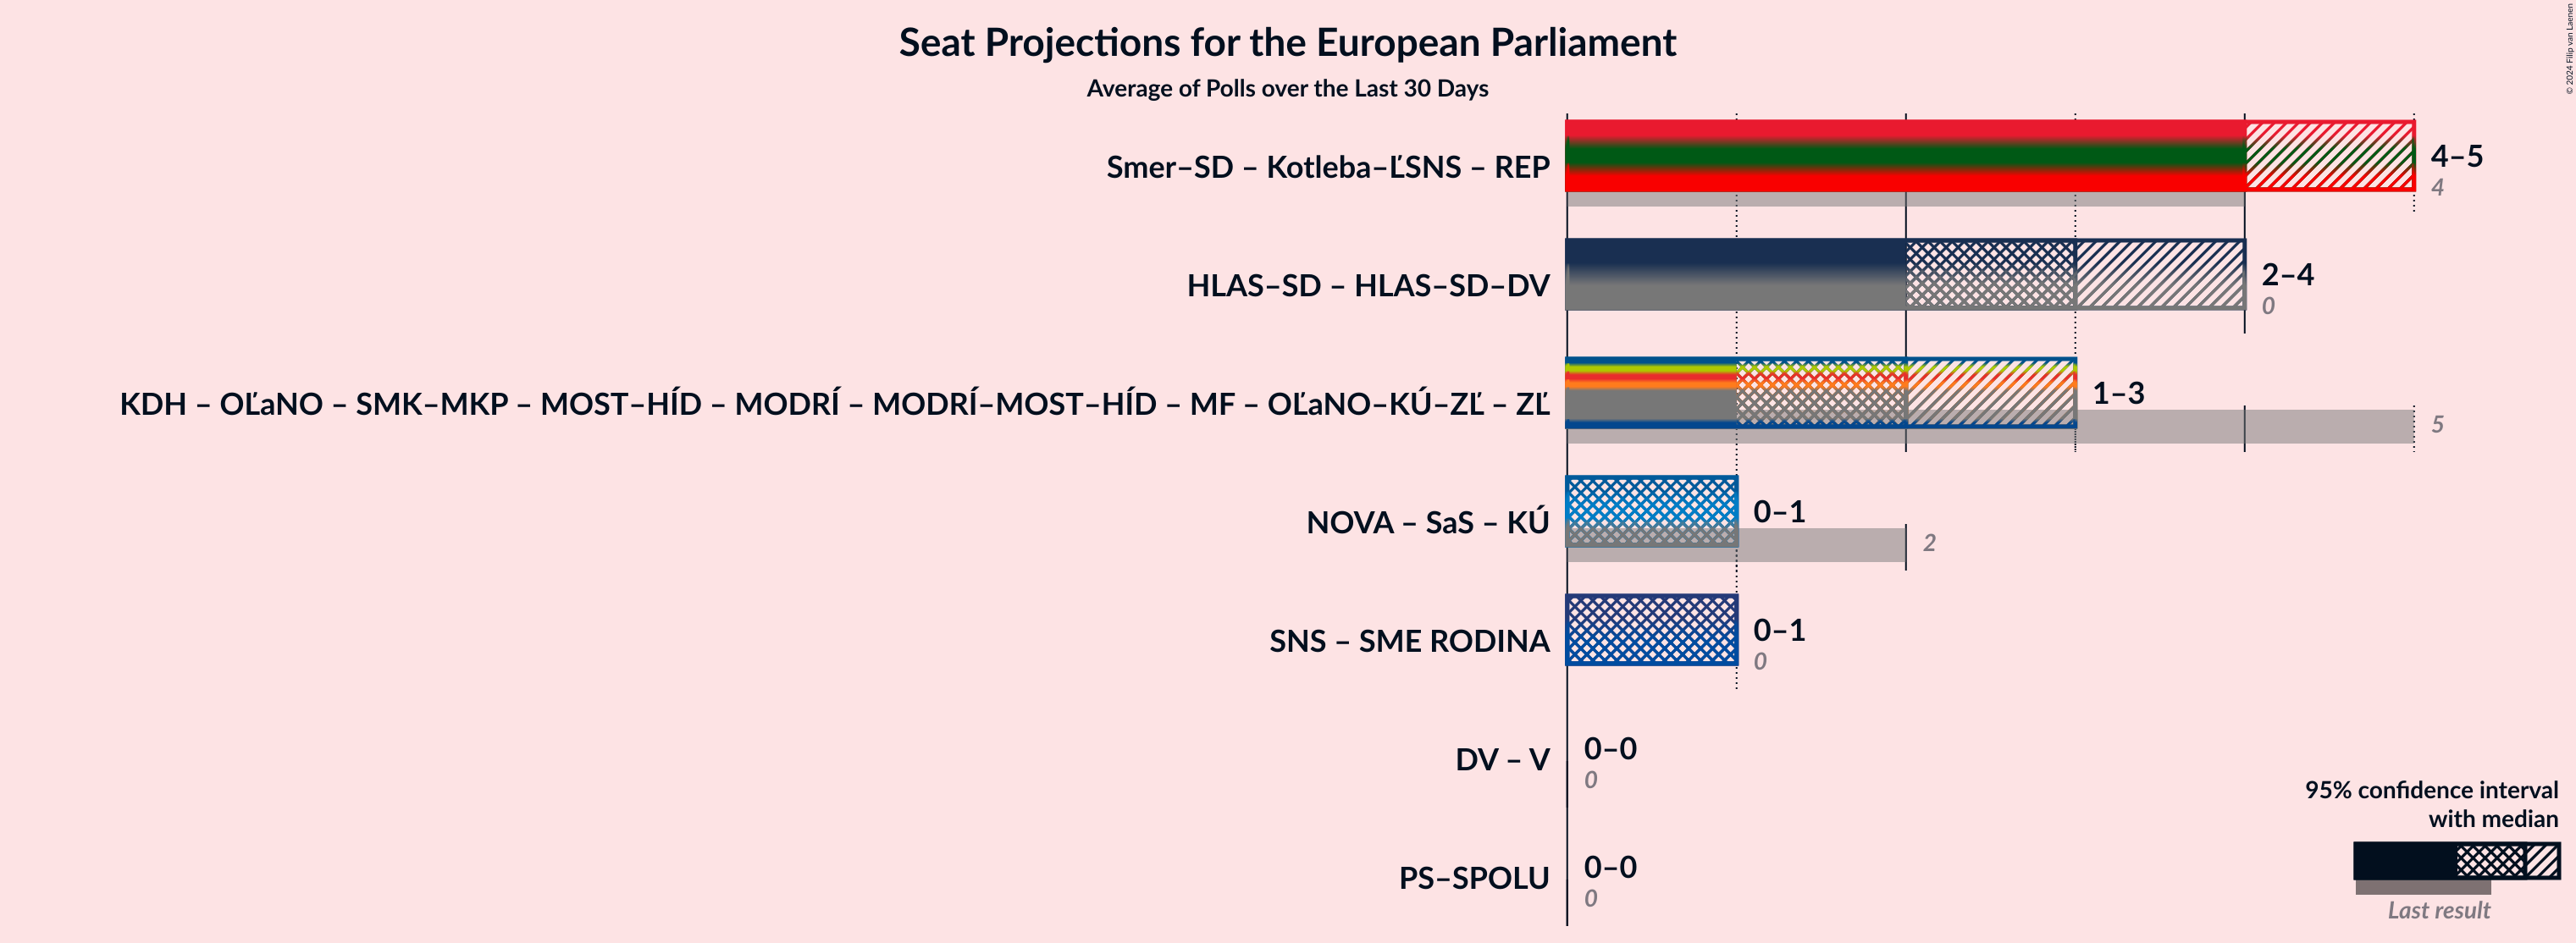 Seat Projections for the European Parliament
Average of Polls over the Last 30 Days
© 2024 Filip van Laenen
Smer–SD – Kotleba–ĽSNS – REP
4–5
4
HLAS–SD – HLAS–SD–DV
2–4
0
KDH – OĽaNO – SMK–MKP – MOST–HÍD – MODRÍ – MODRÍ–MOST–HÍD – MF – OĽaNO–KÚ–ZĽ – ZĽ
1–3
5
NOVA – SaS – KÚ
0–1
2
SNS – SME RODINA
0–1
0
DV – V
0–0
0
PS–SPOLU
0–0
0
95% confidence interval
with median
Last result